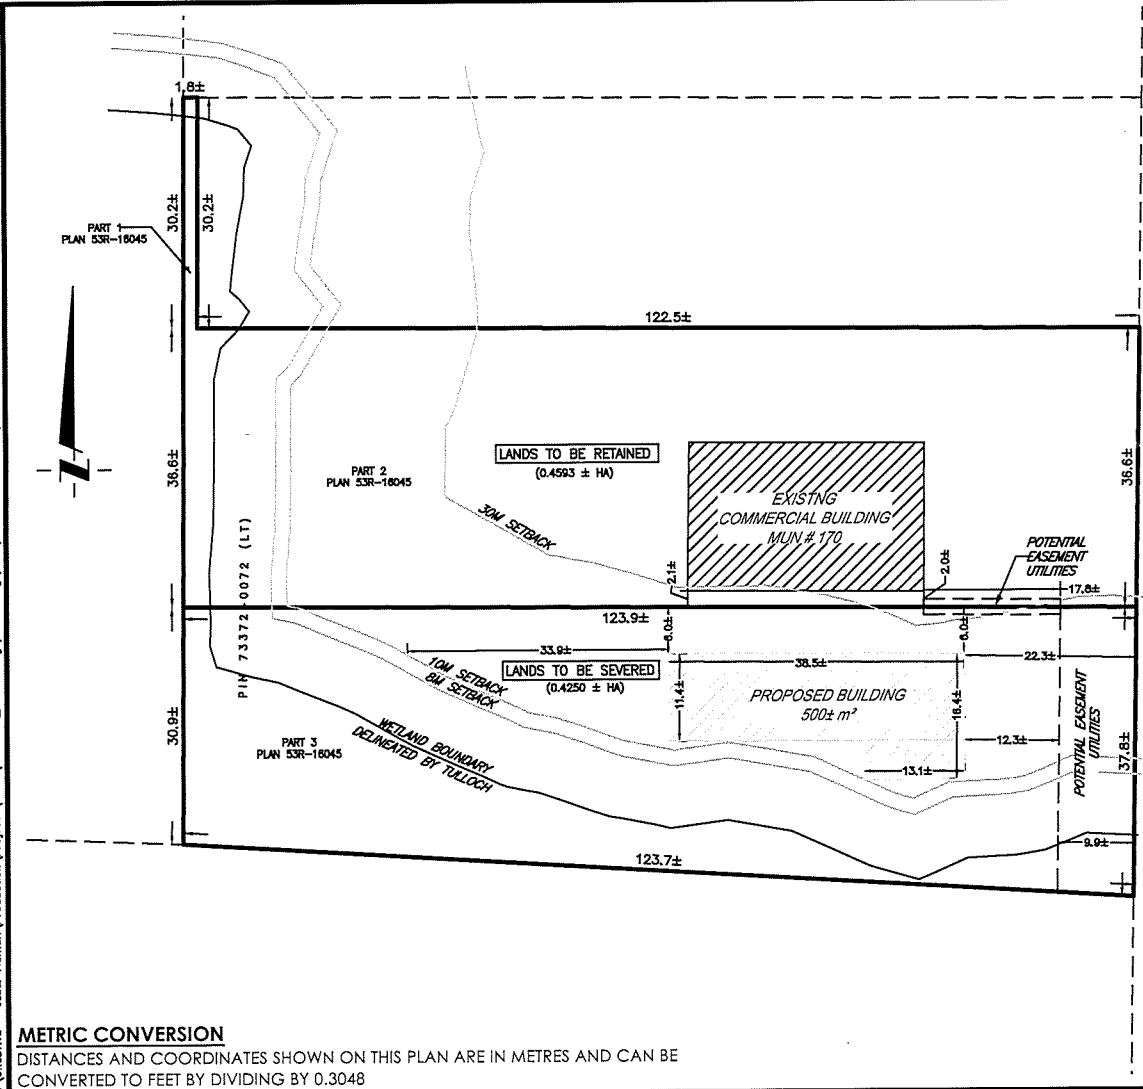 1.8±
30.2±
30.2±
PART 1
PLAN 53R-16045
122.5±
36.6±
PART 2
PLAN 53R-16045
LANDS TO BE RETAINED
(0.4593 ± HA)
30M SETBACK
EXISTNG
COMMERCIAL BUILDING
MUN # 170
36.6±
POTENTIAL
EASEMENT
UTILITIES
PIN 73372-0072 (LT)
2.1±
2.0±
17.8±
123.9±
6.0±
6.0±
33.9±
38.5±
22.3±
10M SETBACK
8M SETBACK
LANDS TO BE SEVERED
(0.4250 ± HA)
11.4±
PROPOSED BUILDING
500± m²
16.4±
30.9±
PART 3
PLAN 53R-16045
WETLAND BOUNDARY
DELINEATED BY TULLOCH
12.3±
13.1±
POTENTIAL EASEMENT
UTILITIES
37.8±
9.9±
123.7±
METRIC CONVERSION
DISTANCES AND COORDINATES SHOWN ON THIS PLAN ARE IN METRES AND CAN BE
CONVERTED TO FEET BY DIVIDING BY 0.3048